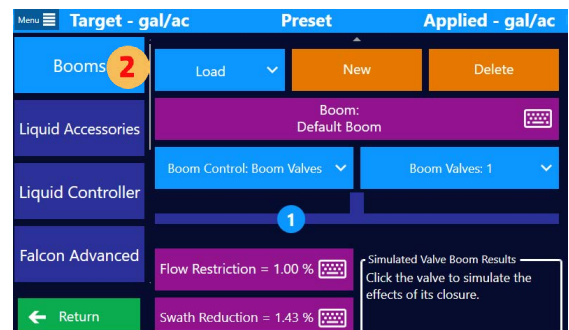 Menu Target - gal/ac Preset Applied - gal/ac
Booms 2 Load New Delete
Boom:
Default Boom
Liquid Accessories
Boom Control: Boom Valves Boom Valves: 1
Liquid Controller
1
Falcon Advanced
Flow Restriction = 1.00 %
Simulated Valve Boom Results
Click the valve to simulate the
effects of its closure.
Return
Swath Reduction = 1.43 %